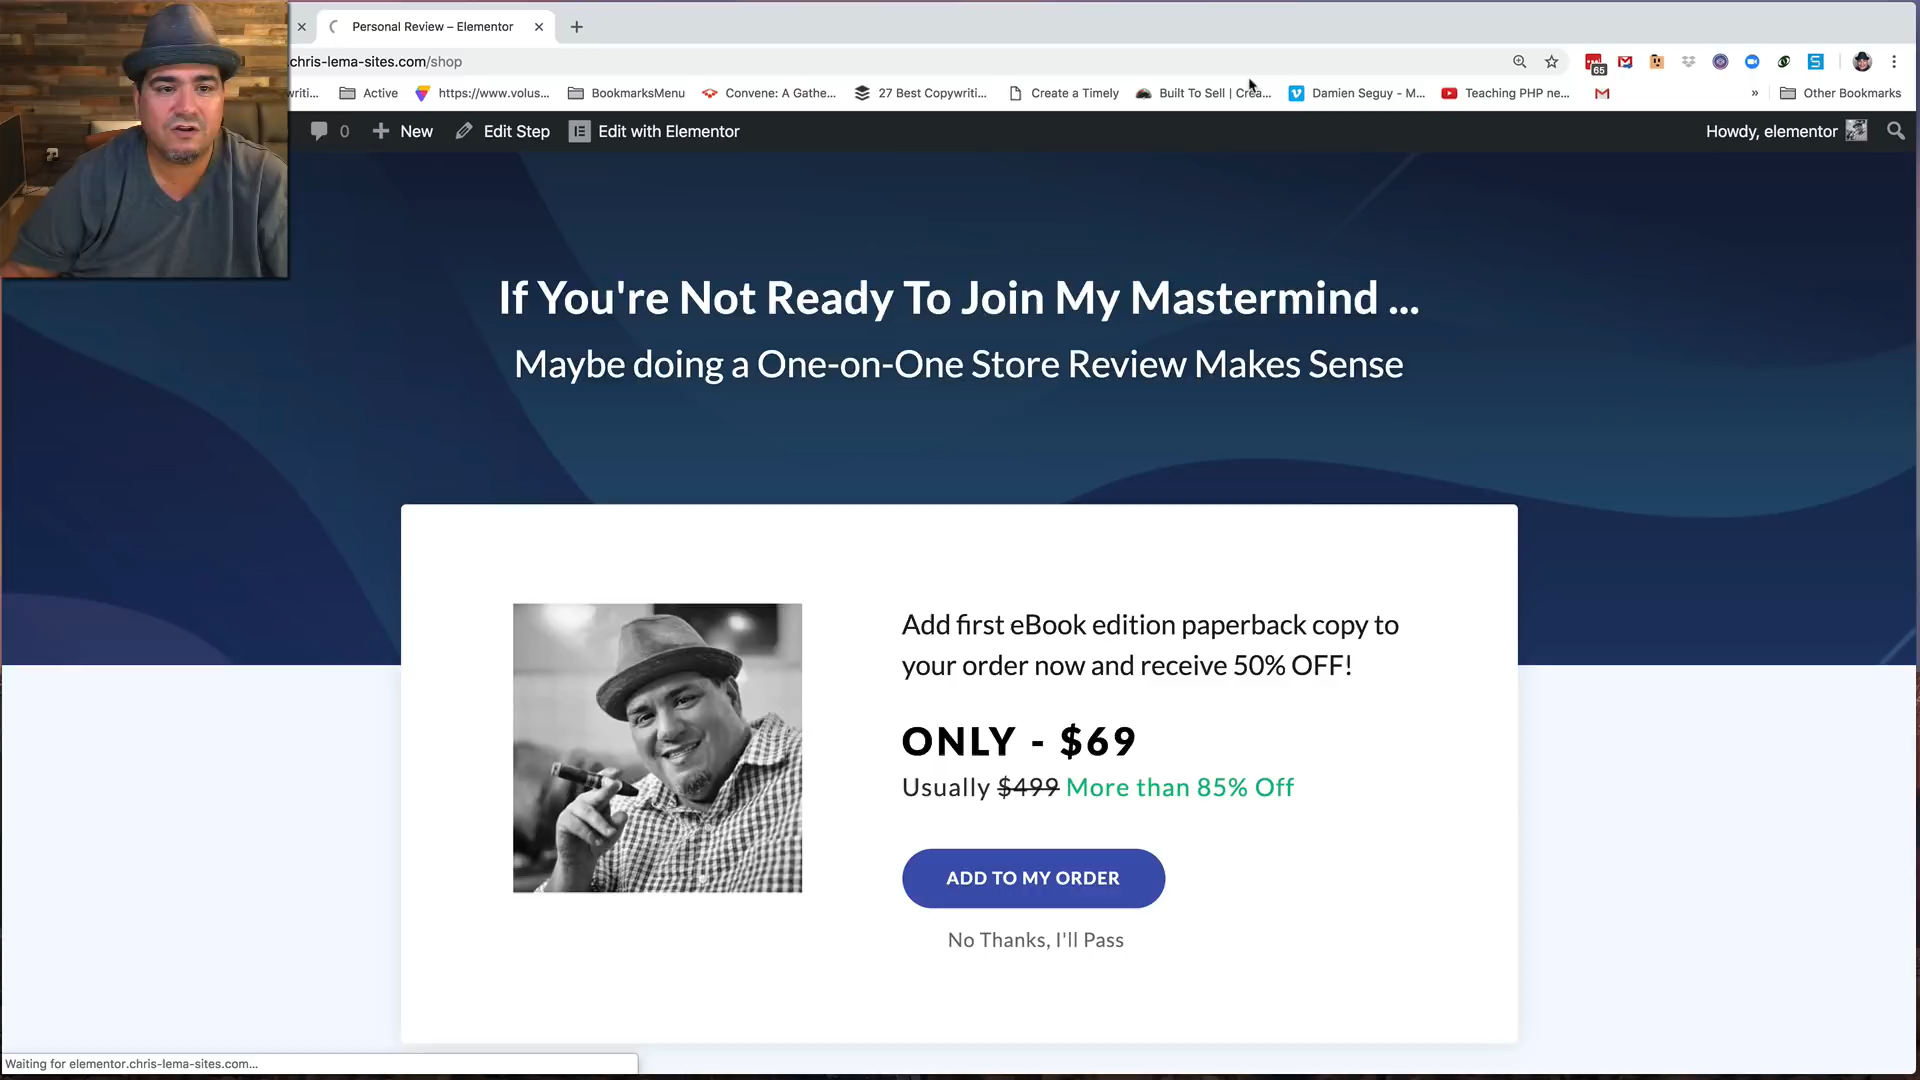 Personal Review – Elementor
chris-lema-sites.com/shop
65
writi...
Active
https://www.volus...
BookmarksMenu
Convene: A Gathe...
27 Best Copywriti...
Create a Timely
Built To Sell | Crea...
Damien Seguy - M...
Teaching PHP ne...
»
Other Bookmarks
0
New
Edit Step
Edit with Elementor
Howdy, elementor
If You're Not Ready To Join My Mastermind ...
Maybe doing a One-on-One Store Review Makes Sense
Add first eBook edition paperback copy to
your order now and receive 50% OFF!
ONLY - $69
Usually $499 More than 85% Off
ADD TO MY ORDER
No Thanks, I'll Pass
Waiting for elementor.chris-lema-sites.com...